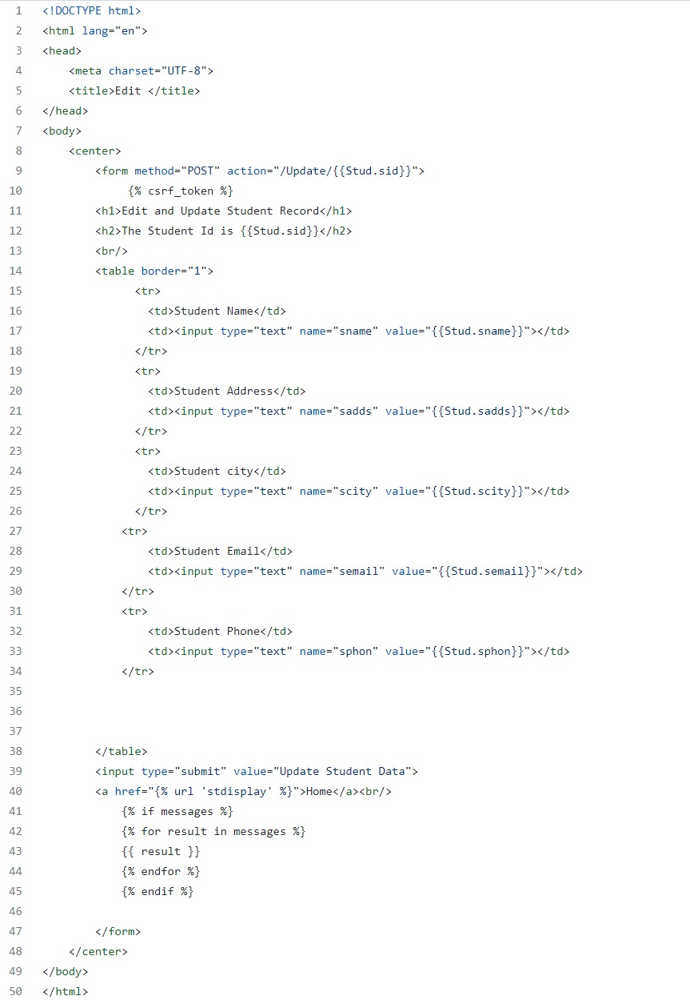 1 <!DOCTYPE html>
2 <html lang="en">
3 <head>
4     <meta charset="UTF-8">
5     <title>Edit </title>
6 </head>
7 <body>
8     <center>
9         <form method="POST" action="/Update/{{Stud.sid}}">
10              {% csrf_token %}
11         <h1>Edit and Update Student Record</h1>
12         <h2>The Student Id is {{Stud.sid}}</h2>
13         <br/>
14         <table border="1">
15               <tr>
16                 <td>Student Name</td>
17                 <td><input type="text" name="sname" value="{{Stud.sname}}"></td>
18               </tr>
19               <tr>
20                 <td>Student Address</td>
21                 <td><input type="text" name="sadds" value="{{Stud.sadds}}"></td>
22               </tr>
23               <tr>
24                 <td>Student city</td>
25                 <td><input type="text" name="scity" value="{{Stud.scity}}"></td>
26               </tr>
27             <tr>
28                 <td>Student Email</td>
29                 <td><input type="text" name="semail" value="{{Stud.semail}}"></td>
30             </tr>
31             <tr>
32                 <td>Student Phone</td>
33                 <td><input type="text" name="sphon" value="{{Stud.sphon}}"></td>
34             </tr>
35
36
37
38         </table>
39         <input type="submit" value="Update Student Data">
40         <a href="{% url 'stdisplay' %}">Home</a><br/>
41             {% if messages %}
42             {% for result in messages %}
43             {{ result }}
44             {% endfor %}
45             {% endif %}
46
47         </form>
48     </center>
49 </body>
50 </html>